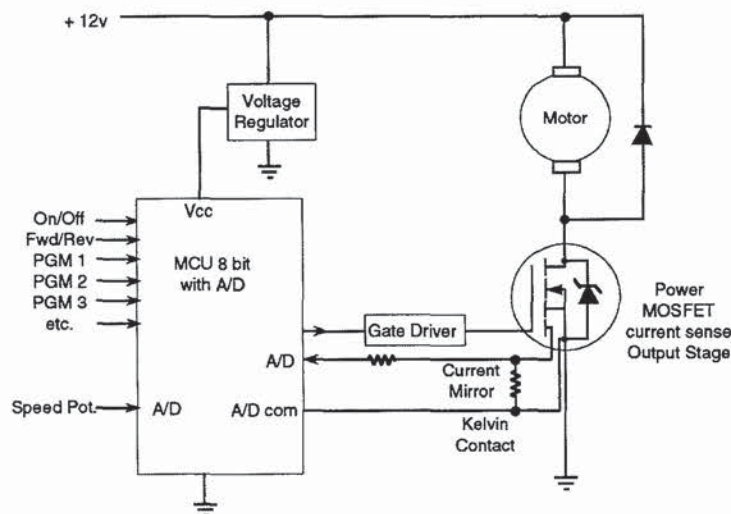 + 12v
Voltage
Regulator
Motor
Vcc
On/Off
Fwd/Rev
PGM 1
PGM 2
PGM 3
etc.
MCU 8 bit
with A/D
Gate Driver
Power
MOSFET
current sense
Output Stage
A/D
Current
Mirror
Speed Pot.
A/D
A/D com
Kelvin
Contact